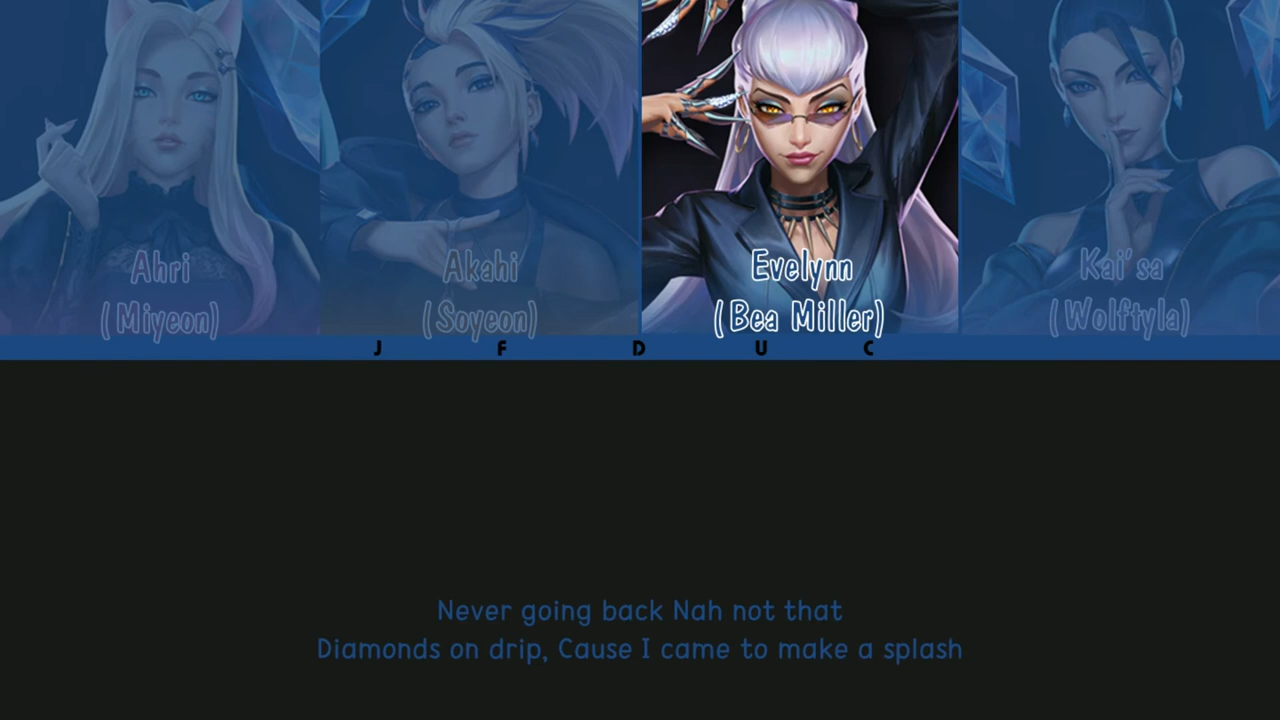 Ahri
(Miyeon)
Akahi
(Soyeon)
Evelynn
(Bea Miller)
Kai'sa
(Wolftyla)
J F D U C
Never going back Nah not that
Diamonds on drip, Cause I came to make a splash